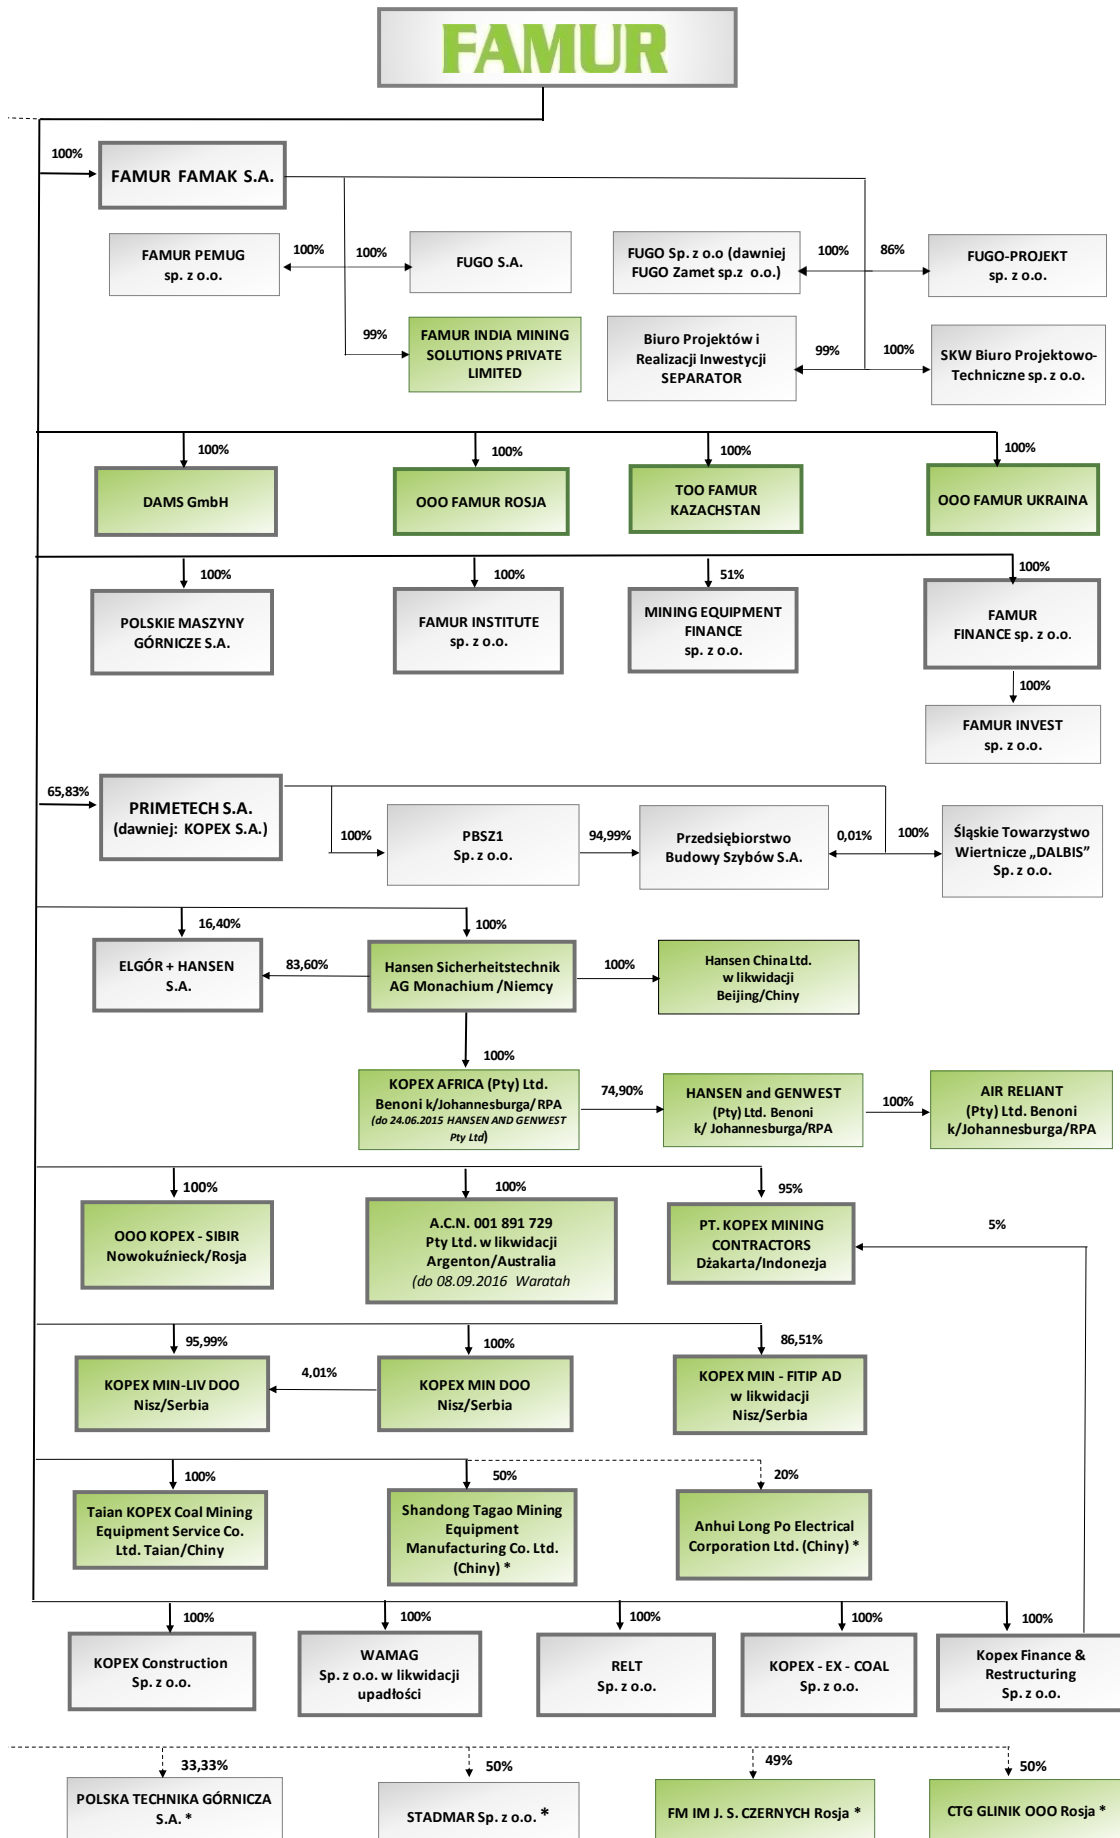 FAMUR
100%
FAMUR FAMAK S.A.
FAMUR PEMUG
sp. z o.o.
100%
100%
FUGO S.A.
FUGO Sp. z o.o (dawniej
FUGO Zamet sp.z o.o.)
100%
86%
FUGO-PROJEKT
sp. z o.o.
99%
FAMUR INDIA MINING
SOLUTIONS PRIVATE
LIMITED
Biuro Projektów i
Realizacji Inwestycji
SEPARATOR
99%
100%
SKW Biuro Projektowo-
Techniczne sp. z o.o.
100%
100%
100%
100%
DAMS GmbH
OOO FAMUR ROSJA
TOO FAMUR
KAZACHSTAN
OOO FAMUR UKRAINA
100%
100%
51%
100%
POLSKIE MASZYNY
GÓRNICZE S.A.
FAMUR INSTITUTE
sp. z o.o.
MINING EQUIPMENT
FINANCE
sp. z o.o.
FAMUR
FINANCE sp. z o.o.
100%
FAMUR INVEST
sp. z o.o.
65,83%
PRIMETECH S.A.
(dawniej: KOPEX S.A.)
100%
PBSZ1
Sp. z o.o.
94,99%
Przedsiębiorstwo
Budowy Szybów S.A.
0,01%
100%
Śląskie Towarzystwo
Wiertnicze „DALBIS”
Sp. z o.o.
16,40%
100%
ELGÓR + HANSEN
S.A.
83,60%
Hansen Sicherheitstechnik
AG Monachium /Niemcy
100%
Hansen China Ltd.
w likwidacji
Beijing/Chiny
100%
KOPEX AFRICA (Pty) Ltd.
Benoni k/Johannesburga/RPA
(do 24.06.2015 HANSEN AND GENWEST
Pty Ltd)
74,90%
HANSEN and GENWEST
(Pty) Ltd. Benoni
k/ Johannesburga/RPA
100%
AIR RELIANT
(Pty) Ltd. Benoni
k/Johannesburga/RPA
100%
100%
95%
OOO KOPEX - SIBIR
Nowokuźnieck/Rosja
A.C.N. 001 891 729
Pty Ltd. w likwidacji
Argenton/Australia
(do 08.09.2016 Waratah
PT. KOPEX MINING
CONTRACTORS
Dżakarta/Indonezja
5%
95,99%
100%
86,51%
KOPEX MIN-LIV DOO
Nisz/Serbia
4,01%
KOPEX MIN DOO
Nisz/Serbia
KOPEX MIN - FITIP AD
w likwidacji
Nisz/Serbia
100%
50%
20%
Taian KOPEX Coal Mining
Equipment Service Co.
Ltd. Taian/Chiny
Shandong Tagao Mining
Equipment
Manufacturing Co. Ltd.
(Chiny) *
Anhui Long Po Electrical
Corporation Ltd. (Chiny) *
100%
100%
100%
100%
100%
KOPEX Construction
Sp. z o.o.
WAMAG
Sp. z o.o. w likwidacji
upadłości
RELT
Sp. z o.o.
KOPEX - EX - COAL
Sp. z o.o.
Kopex Finance &
Restructuring
Sp. z o.o.
33,33%
50%
49%
50%
POLSKA TECHNIKA GÓRNICZA
S.A. *
STADMAR Sp. z o.o. *
FM IM J. S. CZERNYCH Rosja *
CTG GLINIK OOO Rosja *